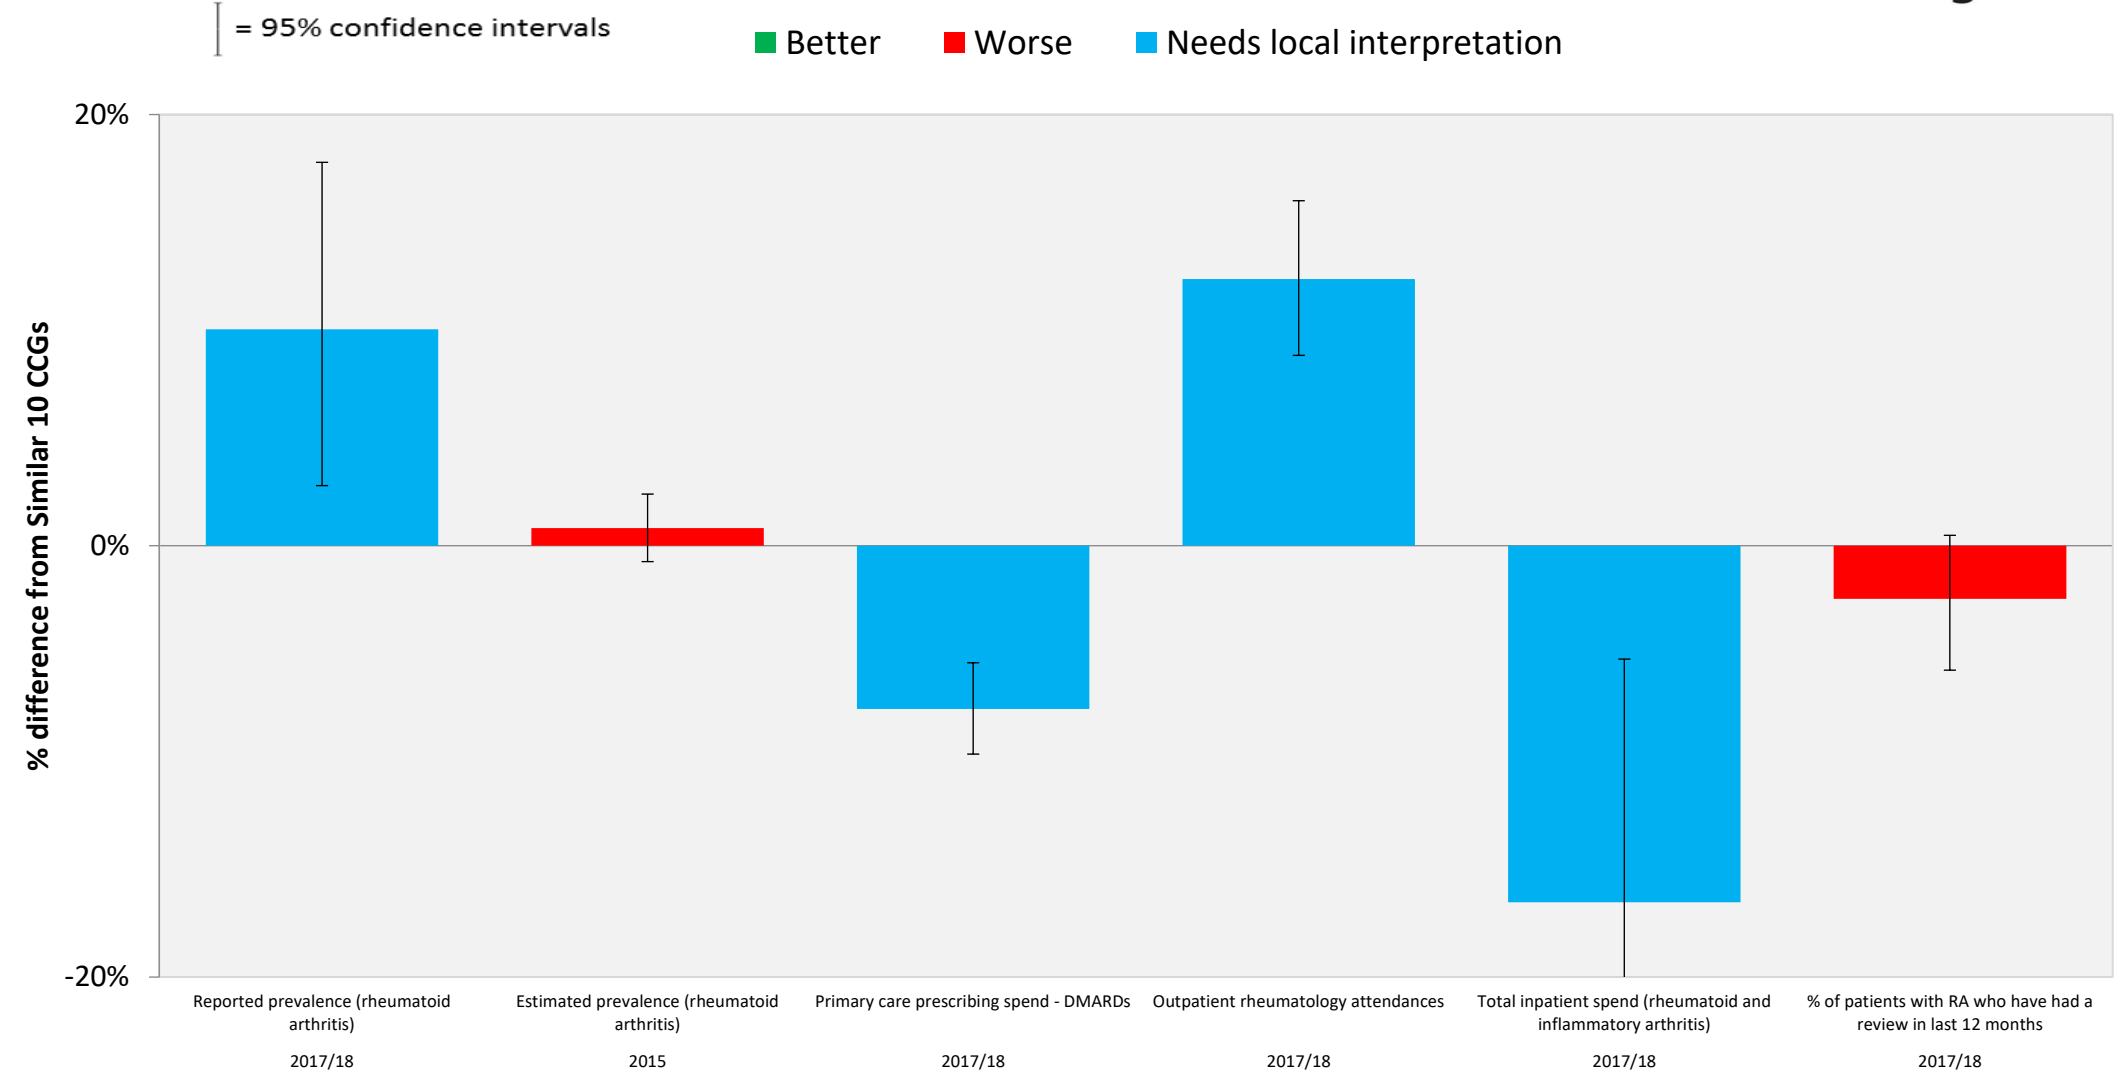 = 95% confidence intervals
Better Worse Needs local interpretation
20%
0%
-20%
% difference from Similar 10 CCGs
Reported prevalence (rheumatoid
arthritis)
2017/18
Estimated prevalence (rheumatoid
arthritis)
2015
Primary care prescribing spend - DMARDs
2017/18
Outpatient rheumatology attendances
2017/18
Total inpatient spend (rheumatoid and
inflammatory arthritis)
2017/18
% of patients with RA who have had a
review in last 12 months
2017/18